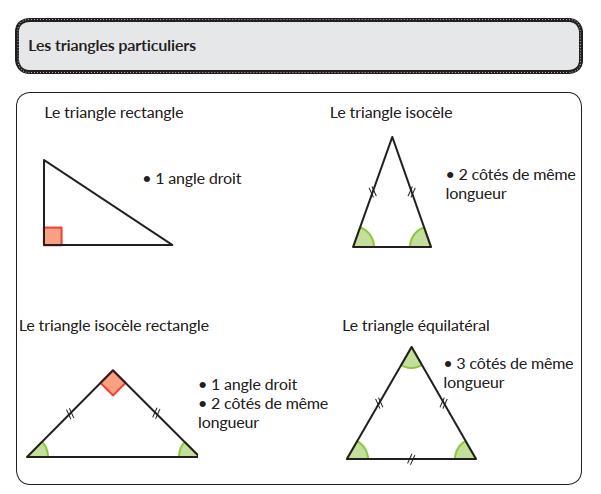 Les triangles particuliers
Le triangle rectangle
• 1 angle droit
Le triangle isocèle
• 2 côtés de même
longueur
Le triangle isocèle rectangle
• 1 angle droit
• 2 côtés de même
longueur
Le triangle équilatéral
• 3 côtés de même
longueur